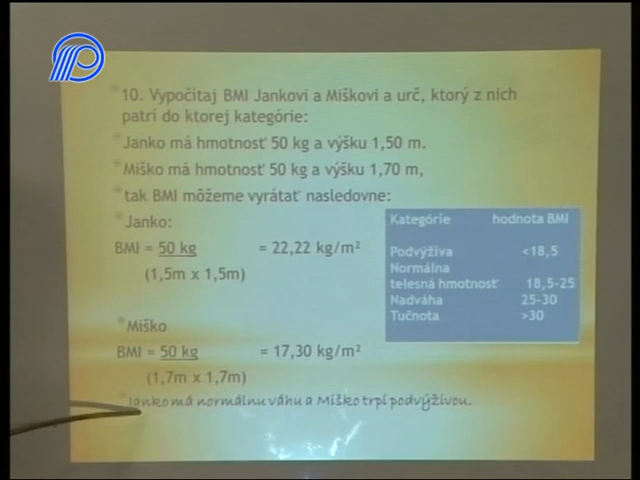 10. Vypočítaj BMI Jankovi a Miškovi a urč, ktorý z nich
patrí do ktorej kategórie:
Janko má hmotnosť 50 kg a výšku 1,50 m.
Miško má hmotnosť 50 kg a výšku 1,70 m,
tak BMI môžeme vyrátať nasledovne:
Janko:
BMI = 50 kg = 22,22 kg/m²
(1,5m x 1,5m)
Miško
BMI = 50 kg = 17,30 kg/m²
(1,7m x 1,7m)
Janko má normálnu váhu a Miško trpí podvýživou.
Kategórie hodnota BMI
Podvýživa <18,5
Normálna
telesná hmotnosť 18,5-25
Nadváha 25-30
Tučnota >30